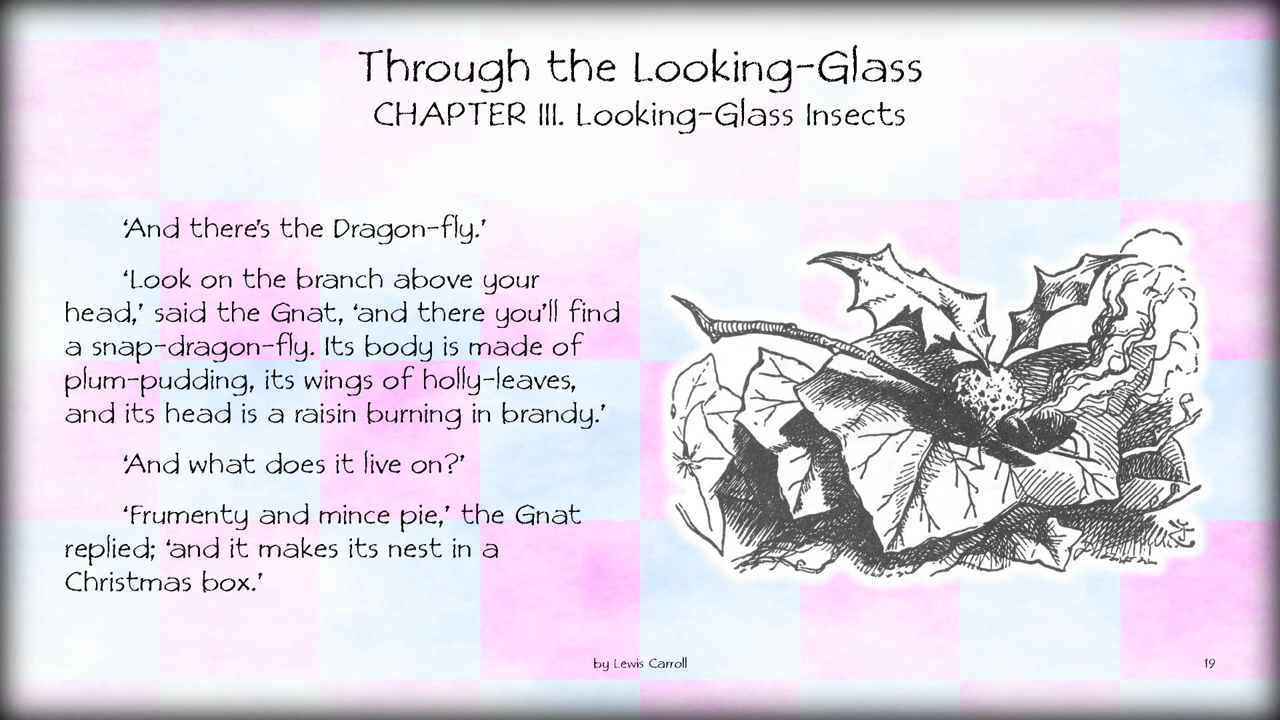 Through the Looking-Glass
CHAPTER III. Looking-Glass Insects
‘And there’s the Dragon-fly.’
‘Look on the branch above your
head,’ said the Gnat, ‘and there you’ll find
a snap-dragon-fly. Its body is made of
plum-pudding, its wings of holly-leaves,
and its head is a raisin burning in brandy.’
‘And what does it live on?’
‘Frumenty and mince pie,’ the Gnat
replied; ‘and it makes its nest in a
Christmas box.’
by Lewis Carroll
19